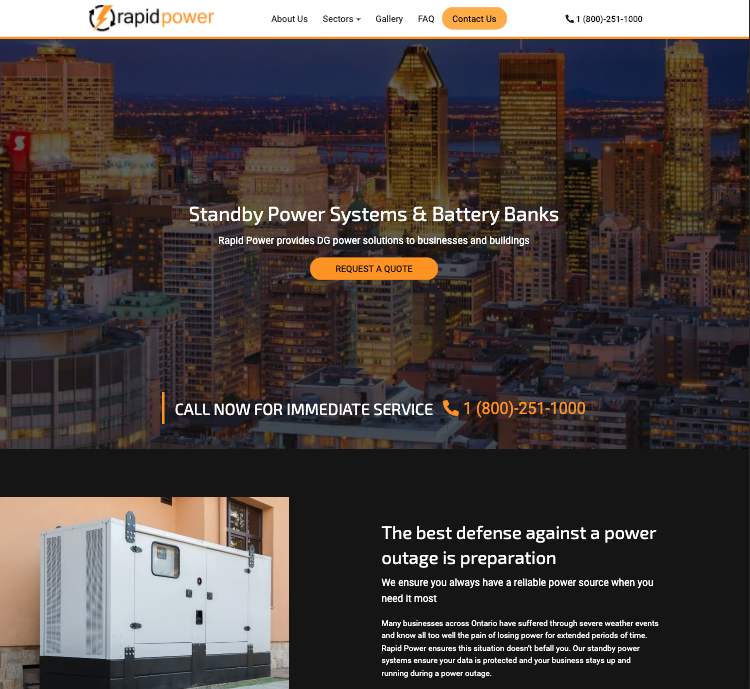 rapidpower
About Us Sectors Gallery FAQ Contact Us 1 (800)-251-1000
S
Standby Power Systems & Battery Banks
Rapid Power provides DG power solutions to businesses and buildings
REQUEST A QUOTE
CALL NOW FOR IMMEDIATE SERVICE 1 (800)-251-1000
The best defense against a power
outage is preparation
We ensure you always have a reliable power source when you
need it most
Many businesses across Ontario have suffered through severe weather events
and know all too well the pain of losing power for extended periods of time.
Rapid Power ensures this situation doesn't befall you. Our standby power
systems ensure your data is protected and your business stays up and
running during a power outage.